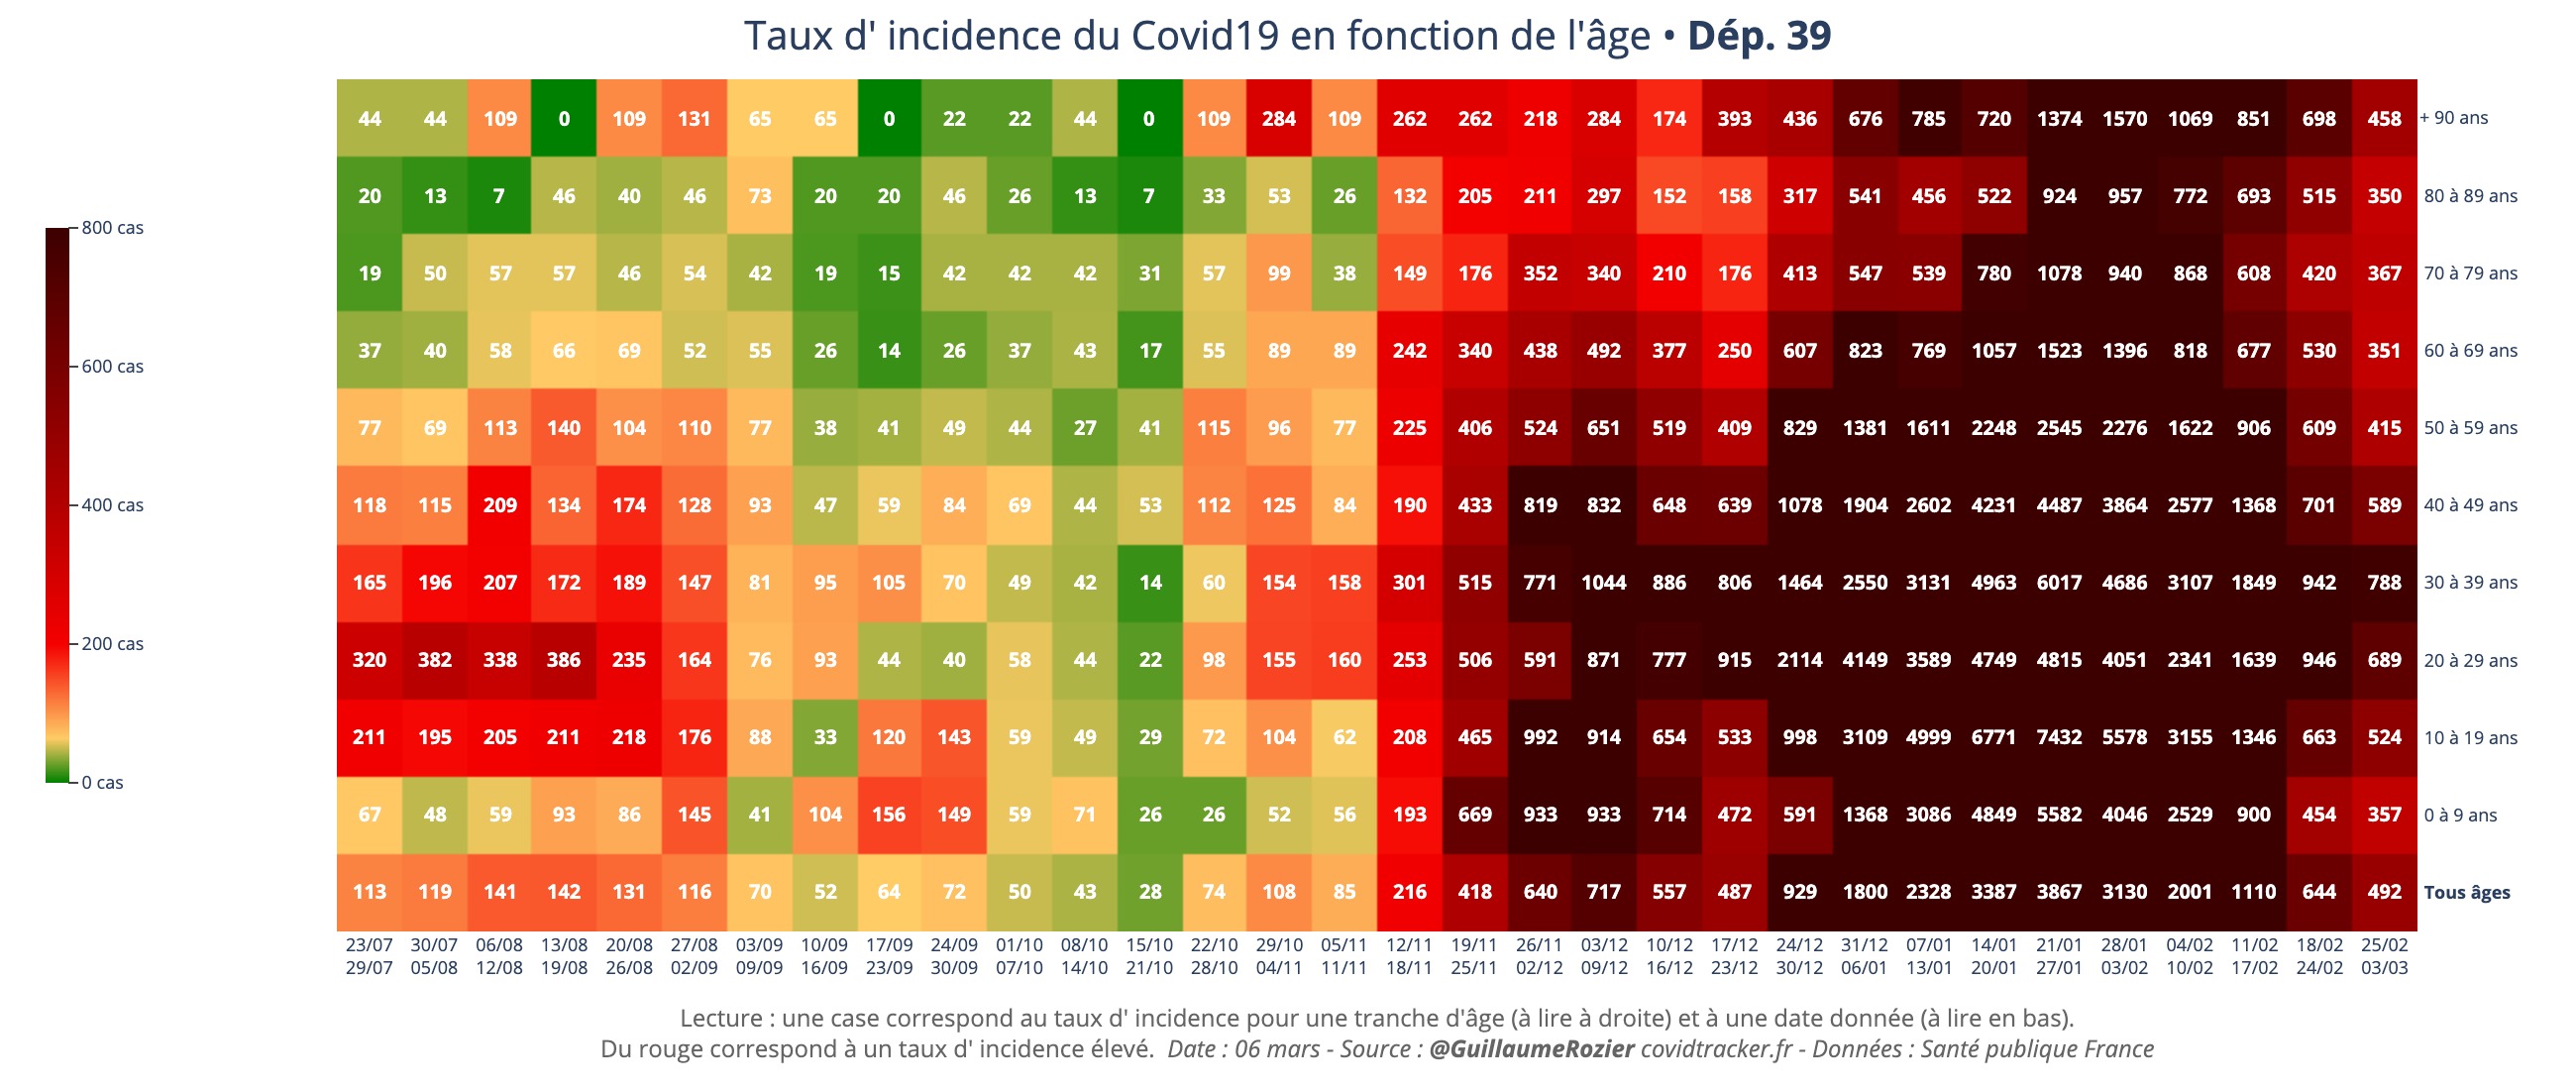 Taux d' incidence du Covid19 en fonction de l'âge • Dép. 39
800 cas
600 cas
400 cas
200 cas
0 cas
44 44 109 0 109 131 65 65 0 22 22 44 0 109 284 109 262 262 218 284 174 393 436 676 785 720 1374 1570 1069 851 698 458 + 90 ans
20 13 7 46 40 46 73 20 20 46 26 13 7 33 53 26 132 205 211 297 152 158 317 541 456 522 924 957 772 693 515 350 80 à 89 ans
19 50 57 57 46 54 42 19 15 42 42 42 31 57 99 38 149 176 352 340 210 176 413 547 539 780 1078 940 868 608 420 367 70 à 79 ans
37 40 58 66 69 52 55 26 14 26 37 43 17 55 89 89 242 340 438 492 377 250 607 823 769 1057 1523 1396 818 677 530 351 60 à 69 ans
77 69 113 140 104 110 77 38 41 49 44 27 41 115 96 77 225 406 524 651 519 409 829 1381 1611 2248 2545 2276 1622 906 609 415 50 à 59 ans
118 115 209 134 174 128 93 47 59 84 69 44 53 112 125 84 190 433 819 832 648 639 1078 1904 2602 4231 4487 3864 2577 1368 701 589 40 à 49 ans
165 196 207 172 189 147 81 95 105 70 49 42 14 60 154 158 301 515 771 1044 886 806 1464 2550 3131 4963 6017 4686 3107 1849 942 788 30 à 39 ans
320 382 338 386 235 164 76 93 44 40 58 44 22 98 155 160 253 506 591 871 777 915 2114 4149 3589 4749 4815 4051 2341 1639 946 689 20 à 29 ans
211 195 205 211 218 176 88 33 120 143 59 49 29 72 104 62 208 465 992 914 654 533 998 3109 4999 6771 7432 5578 3155 1346 663 524 10 à 19 ans
67 48 59 93 86 145 41 104 156 149 59 71 26 26 52 56 193 669 933 933 714 472 591 1368 3086 4849 5582 4046 2529 900 454 357 0 à 9 ans
113 119 141 142 131 116 70 52 64 72 50 43 28 74 108 85 216 418 640 717 557 487 929 1800 2328 3387 3867 3130 2001 1110 644 492 Tous âges
23/07 30/07 06/08 13/08 20/08 27/08 03/09 10/09 17/09 24/09 01/10 08/10 15/10 22/10 29/10 05/11 12/11 19/11 26/11 03/12 10/12 17/12 24/12 31/12 07/01 14/01 21/01 28/01 04/02 11/02 18/02 25/02
29/07 05/08 12/08 19/08 26/08 02/09 09/09 16/09 23/09 30/09 07/10 14/10 21/10 28/10 04/11 11/11 18/11 25/11 02/12 09/12 16/12 23/12 30/12 06/01 13/01 20/01 27/01 03/02 10/02 17/02 24/02 03/03
Lecture : une case correspond au taux d' incidence pour une tranche d'âge (à lire à droite) et à une date donnée (à lire en bas).
Du rouge correspond à un taux d' incidence élevé. Date : 06 mars - Source : @GuillaumeRozier covidtracker.fr - Données : Santé publique France